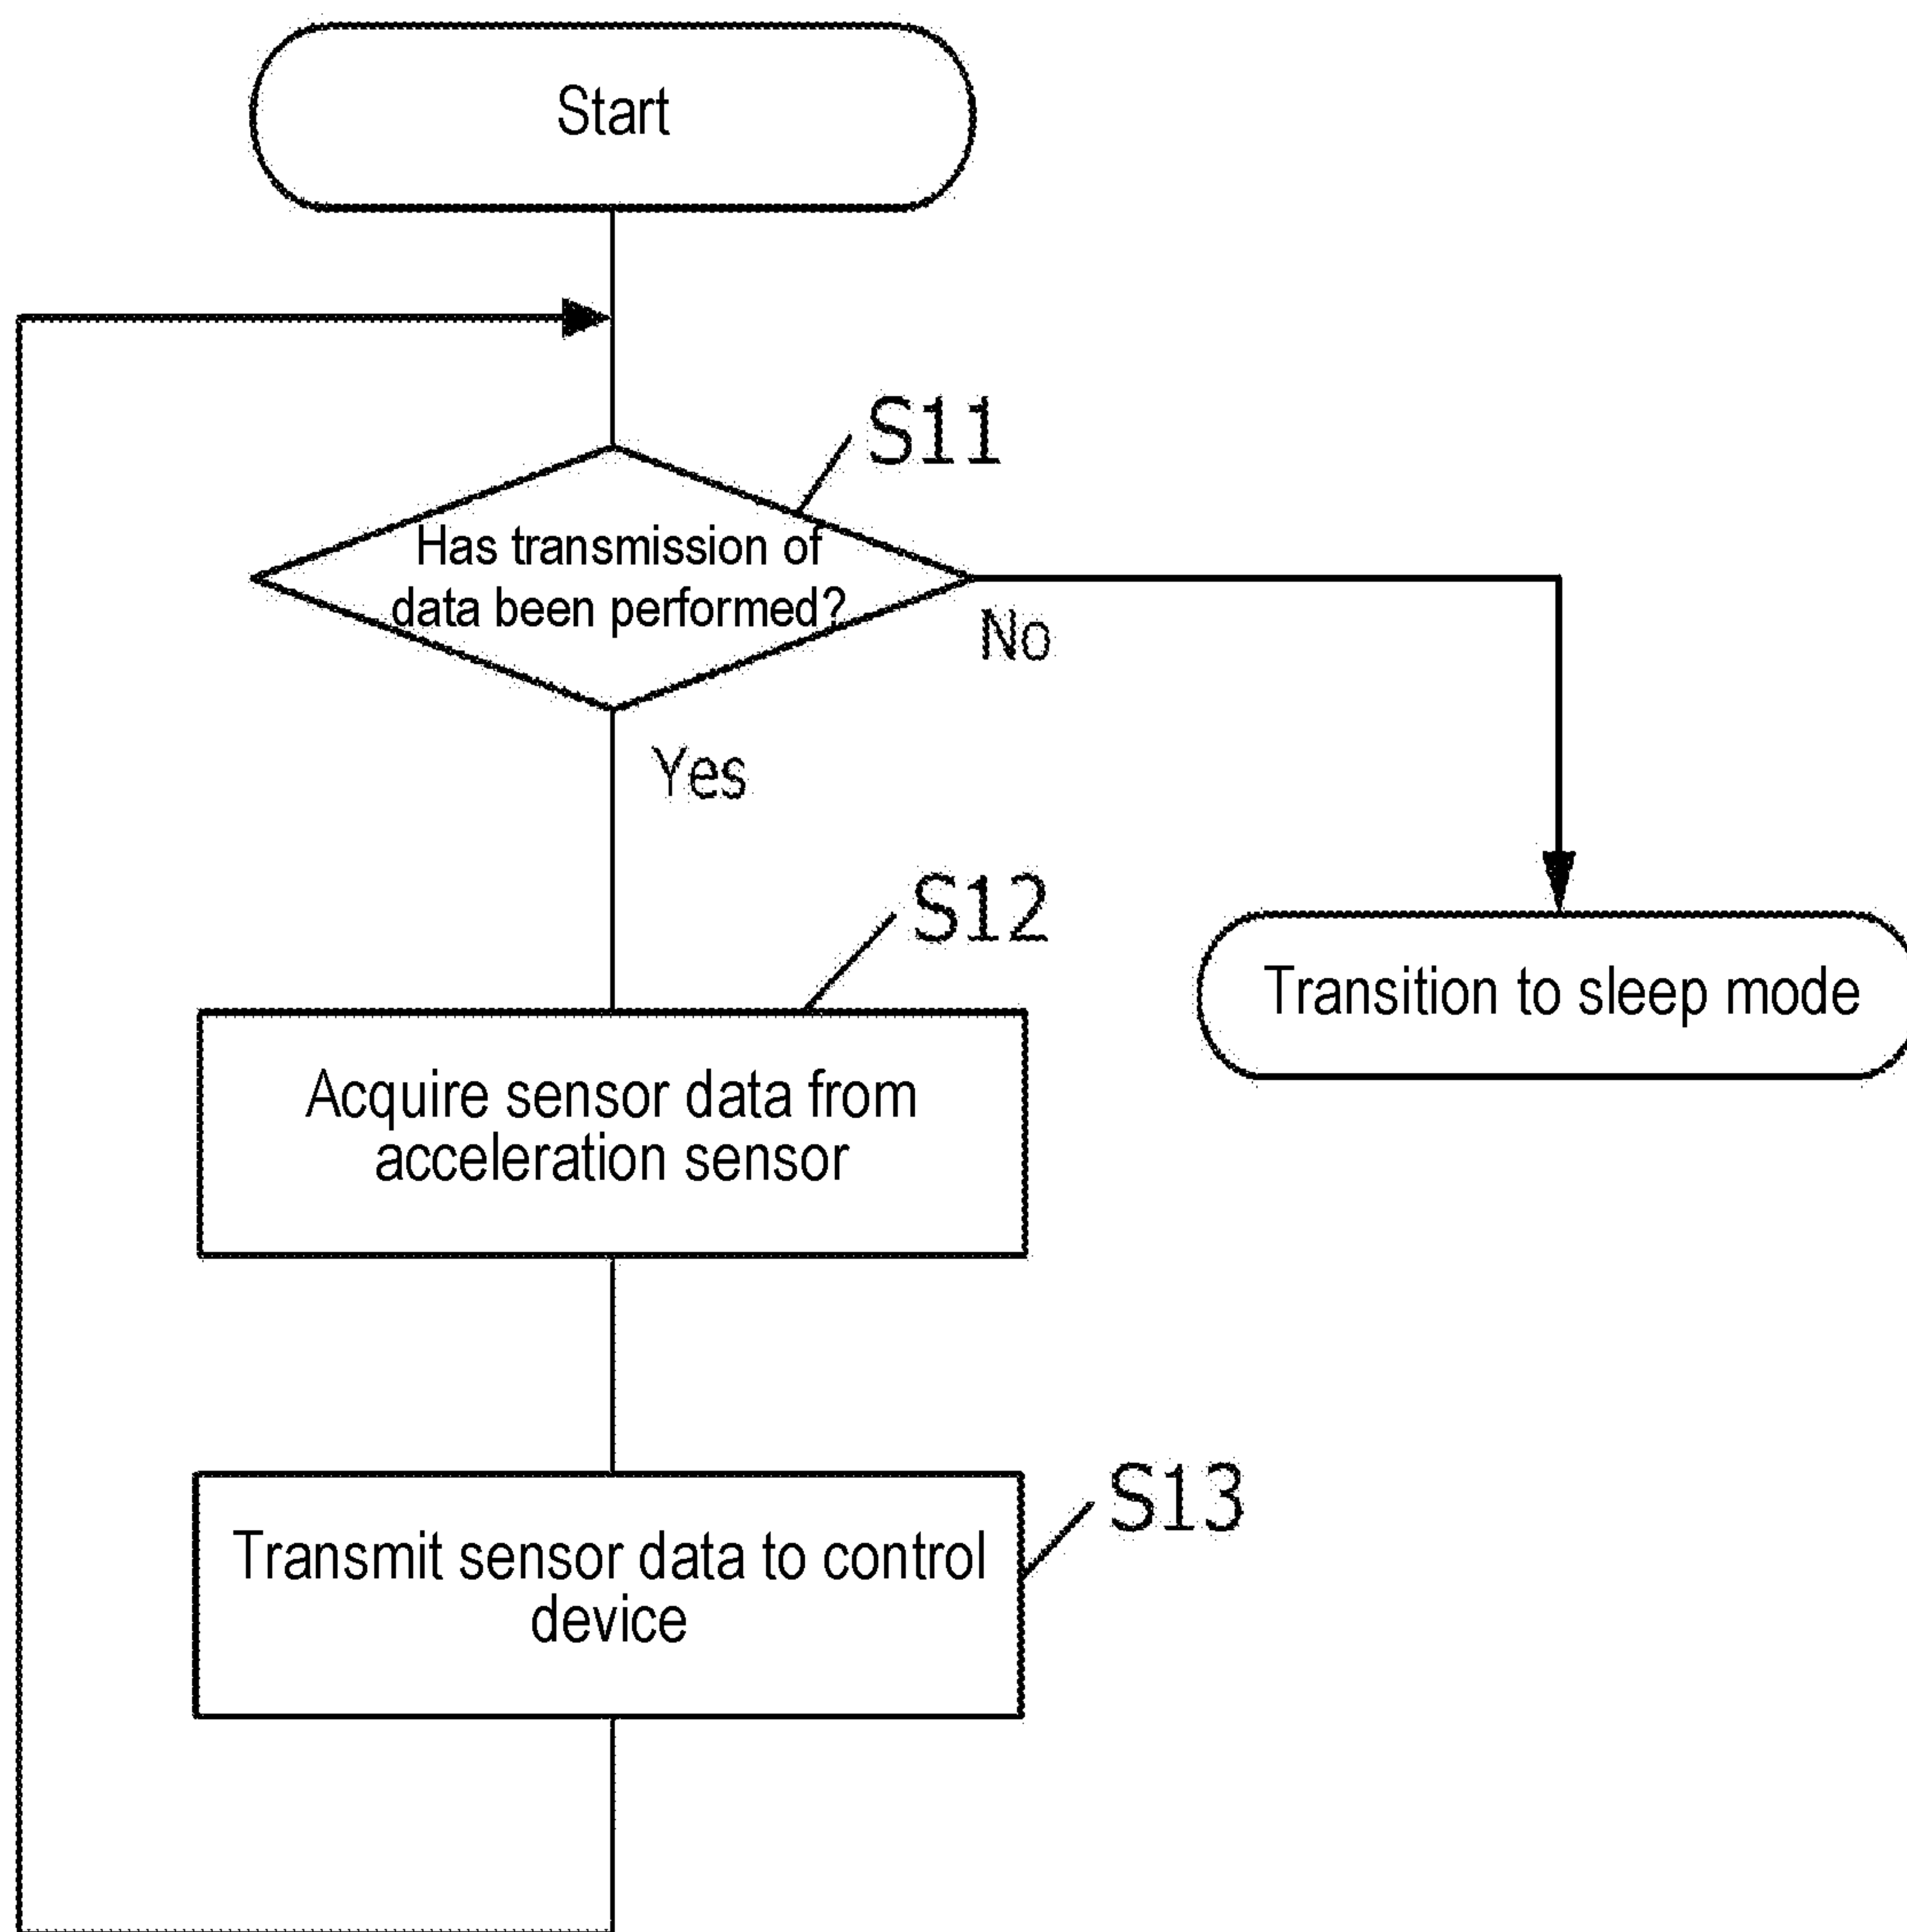 Start
S11
Has transmission of
data been performed?
No
Yes
S12
Transition to sleep mode
Acquire sensor data from
acceleration sensor
S13
Transmit sensor data to control
device